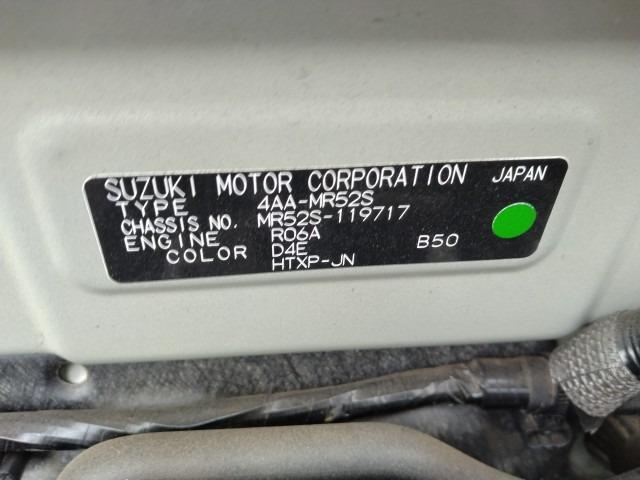 SUZUKI MOTOR CORPORATION JAPAN
TYPE 4AA-MR52S
CHASSIS NO. MR52S-119717
ENGINE R06A
COLOR D4E B50
HTXP-JN